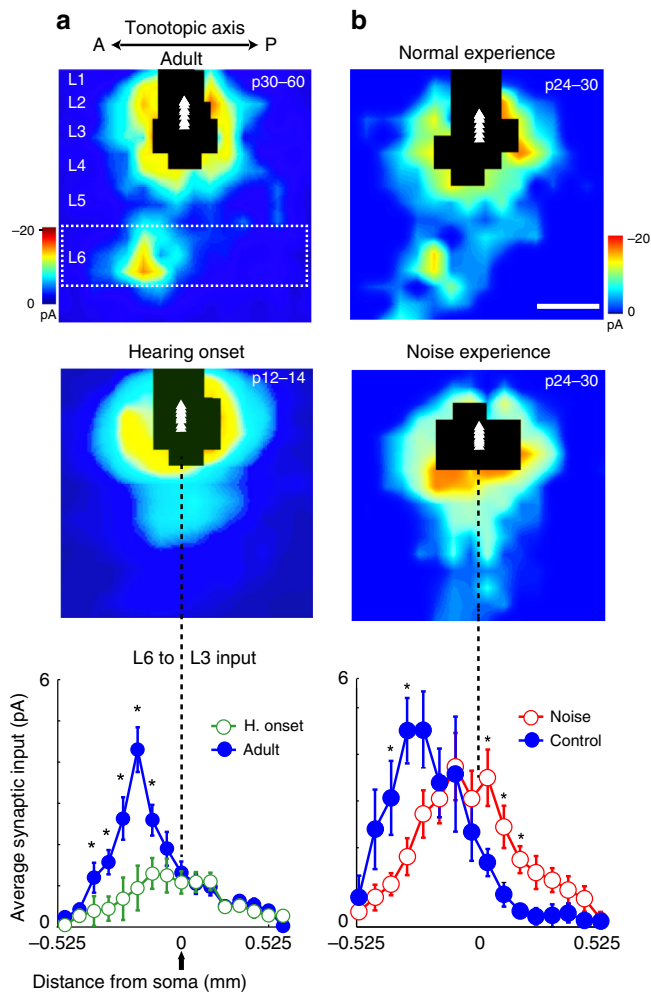 a
Tonotopic axis
A P
Adult
p30–60
L1
L2
L3
L4
L5
L6
–20
0
pA
Hearing onset
p12–14
L6 to L3 input
6
0
Average synaptic input (pA)
*
*
*
*
*
H. onset
Adult
–0.525
0
0.525
Distance from soma (mm)
b
Normal experience
p24–30
–20
0
pA
Noise experience
p24–30
6
0
*
*
*
*
*
Noise
Control
–0.525
0
0.525